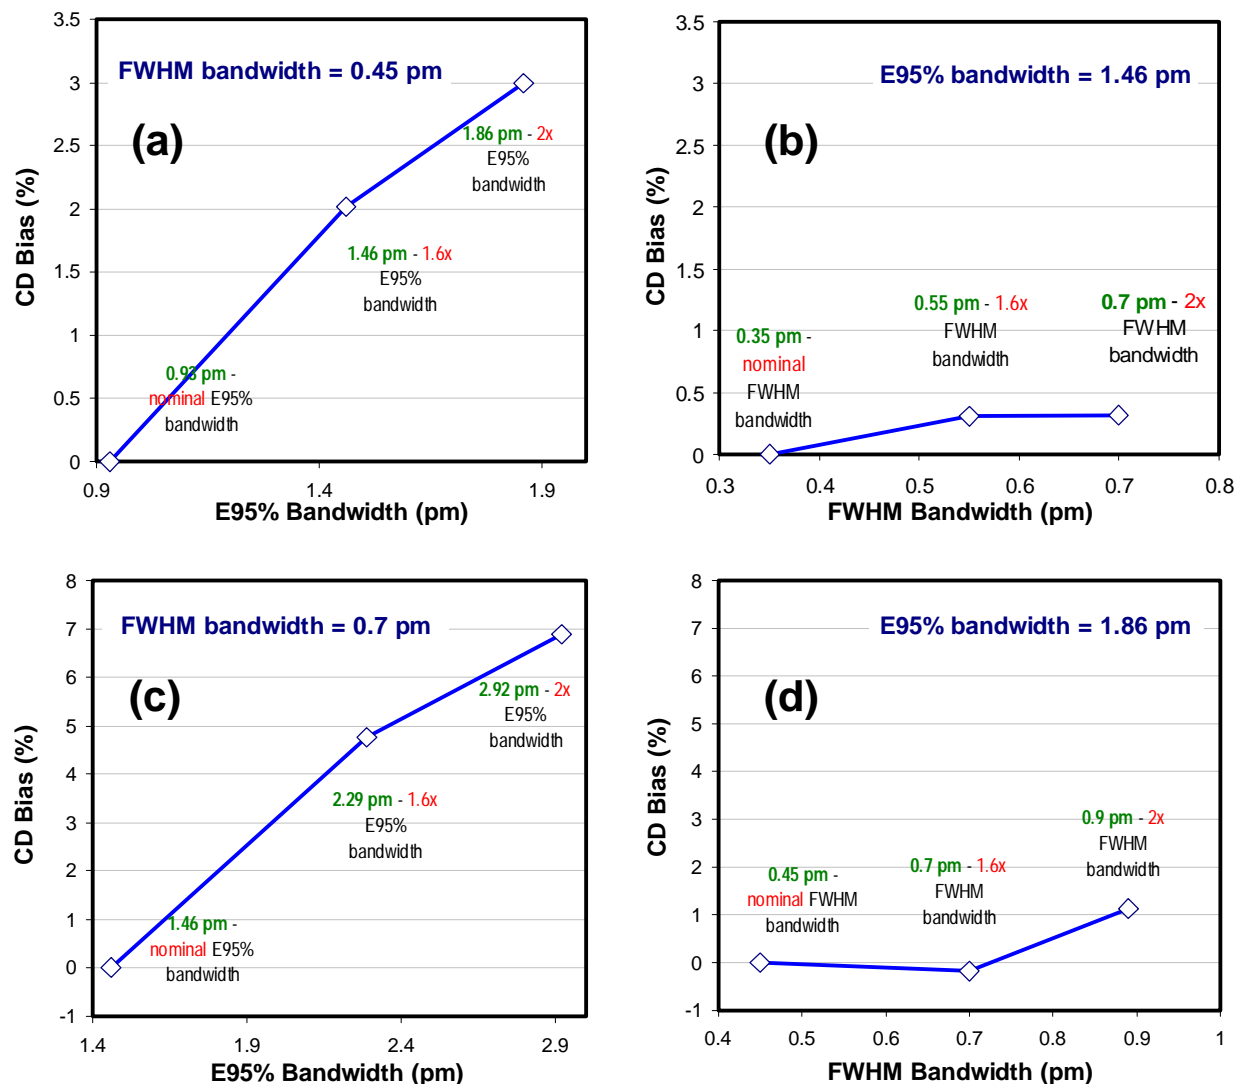 3.5
3
2.5
2
1.5
1
0.5
0
CD Bias (%)
FWHM bandwidth = 0.45 pm
(a)
1.86 pm - 2x
E95%
bandwidth
1.46 pm - 1.6x
E95%
bandwidth
0.93 pm -
nominal E95%
bandwidth
0.9 1.4 1.9
E95% Bandwidth (pm)
3.5
3
2.5
2
1.5
1
0.5
0
CD Bias (%)
E95% bandwidth = 1.46 pm
(b)
0.35 pm -
nominal
FWHM
bandwidth
0.55 pm - 1.6x
FWHM
bandwidth
0.7 pm - 2x
FWHM
bandwidth
0.3 0.4 0.5 0.6 0.7 0.8
FWHM Bandwidth (pm)
8
7
6
5
4
3
2
1
0
-1
CD Bias (%)
FWHM bandwidth = 0.7 pm
(c)
2.92 pm - 2x
E95%
bandwidth
2.29 pm - 1.6x
E95%
bandwidth
1.46 pm -
nominal E95%
bandwidth
1.4 1.9 2.4 2.9
E95% Bandwidth (pm)
8
7
6
5
4
3
2
1
0
-1
CD Bias (%)
E95% bandwidth = 1.86 pm
(d)
0.45 pm -
nominal FWHM
bandwidth
0.7 pm - 1.6x
FWHM
bandwidth
0.9 pm - 2x
FWHM
bandwidth
0.4 0.5 0.6 0.7 0.8 0.9 1
FWHM Bandwidth (pm)